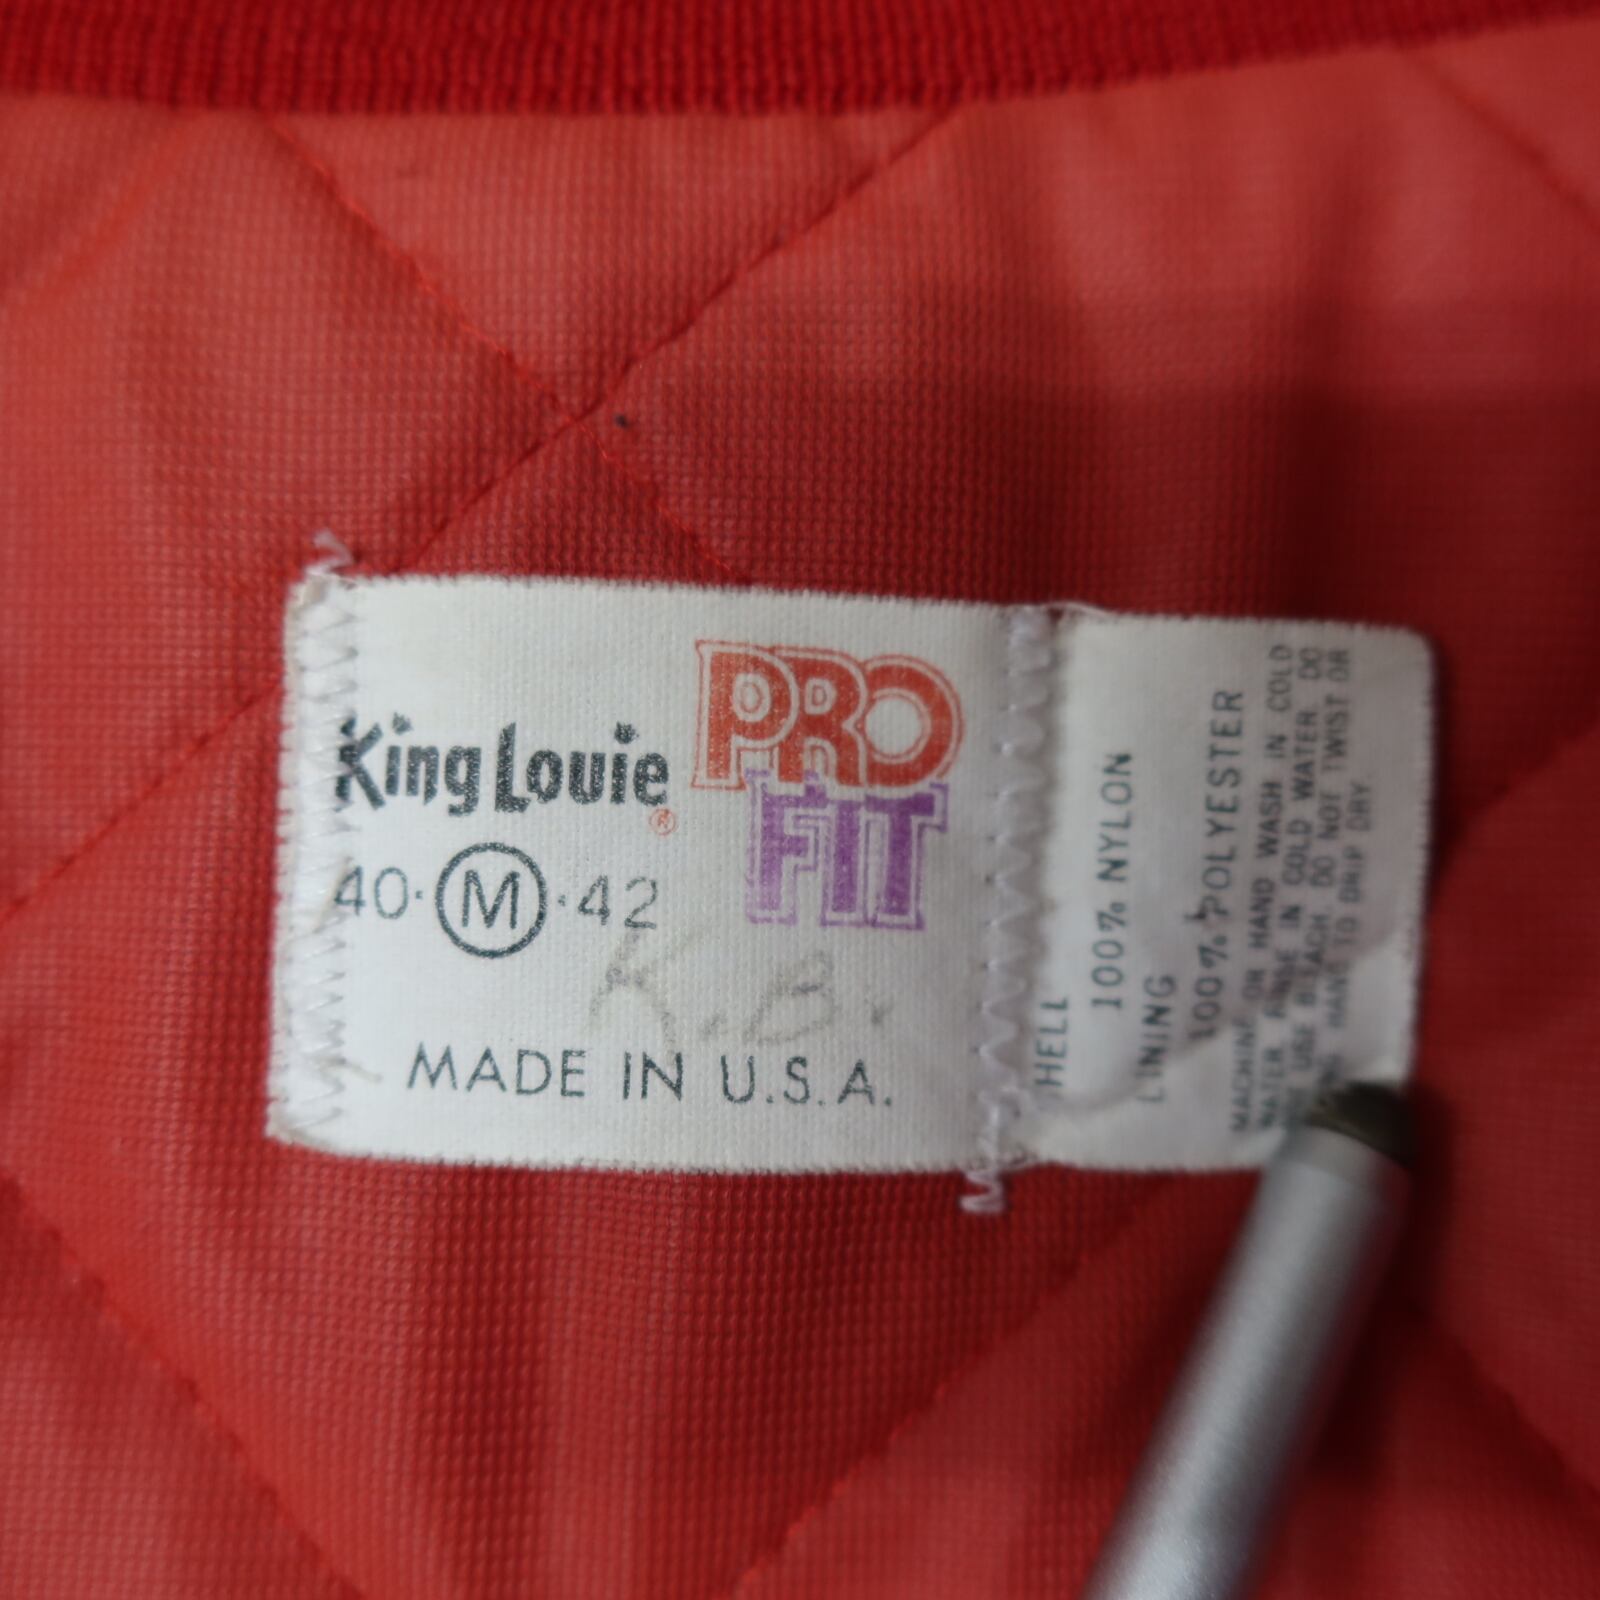 King Louie®
PRO
FIT
40·M·42
K.B.
MADE IN U.S.A.
SHELL
100% NYLON
LINING
100% POLYESTER
MACHINE OR HAND WASH IN COLD
WATER. RINSE IN COLD WATER. DO
NOT USE BLEACH. DO NOT TWIST OR
HANG TO DRIP DRY.